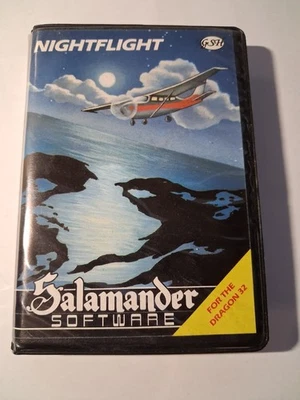 NIGHTFLIGHT
GSH
Salamander
SOFTWARE
FOR THE
DRAGON 32